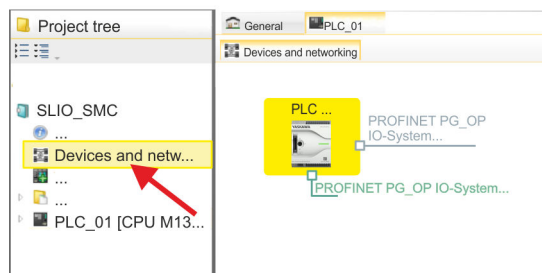 Project tree
General
PLC_01
Devices and networking
SLIO_SMC
...
Devices and netw...
...
...
PLC_01 [CPU M13...
PLC ...
YASKAWA
PROFINET PG_OP
IO-System...
PROFINET PG_OP IO-System...